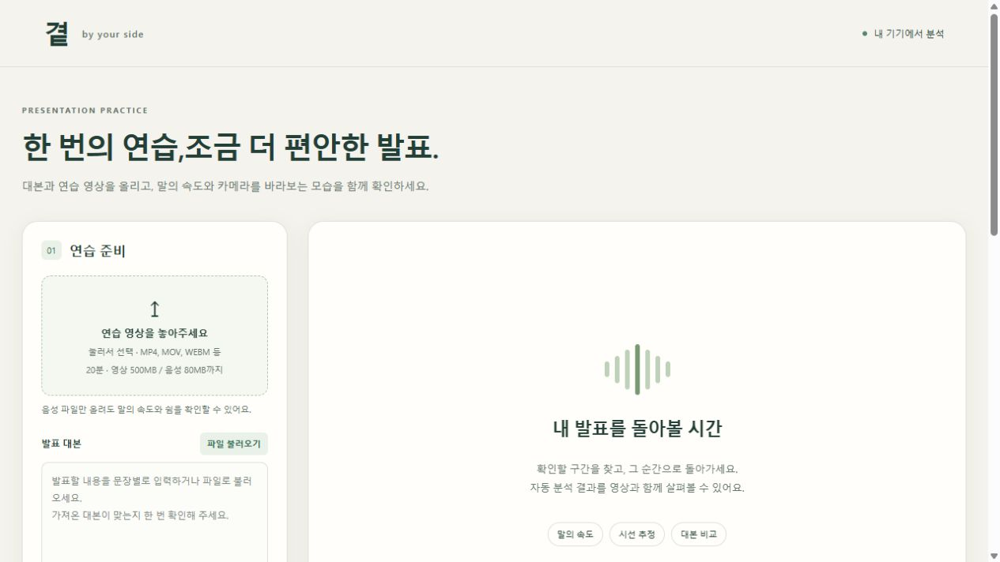 곁 by your side
내 기기에서 분석
PRESENTATION PRACTICE
한 번의 연습,조금 더 편안한 발표.
대본과 연습 영상을 올리고, 말의 속도와 카메라를 바라보는 모습을 함께 확인하세요.
01 연습 준비
↥
연습 영상을 놓아주세요
눌러서 선택 · MP4, MOV, WEBM 등
20분 · 영상 500MB / 음성 80MB까지
음성 파일만 올려도 말의 속도와 쉼을 확인할 수 있어요.
발표 대본
파일 불러오기
발표할 내용을 문장별로 입력하거나 파일로 불러
오세요.
가져온 대본이 맞는지 한 번 확인해 주세요.
내 발표를 돌아볼 시간
확인할 구간을 찾고, 그 순간으로 돌아가세요.
자동 분석 결과를 영상과 함께 살펴볼 수 있어요.
말의 속도
시선 추정
대본 비교